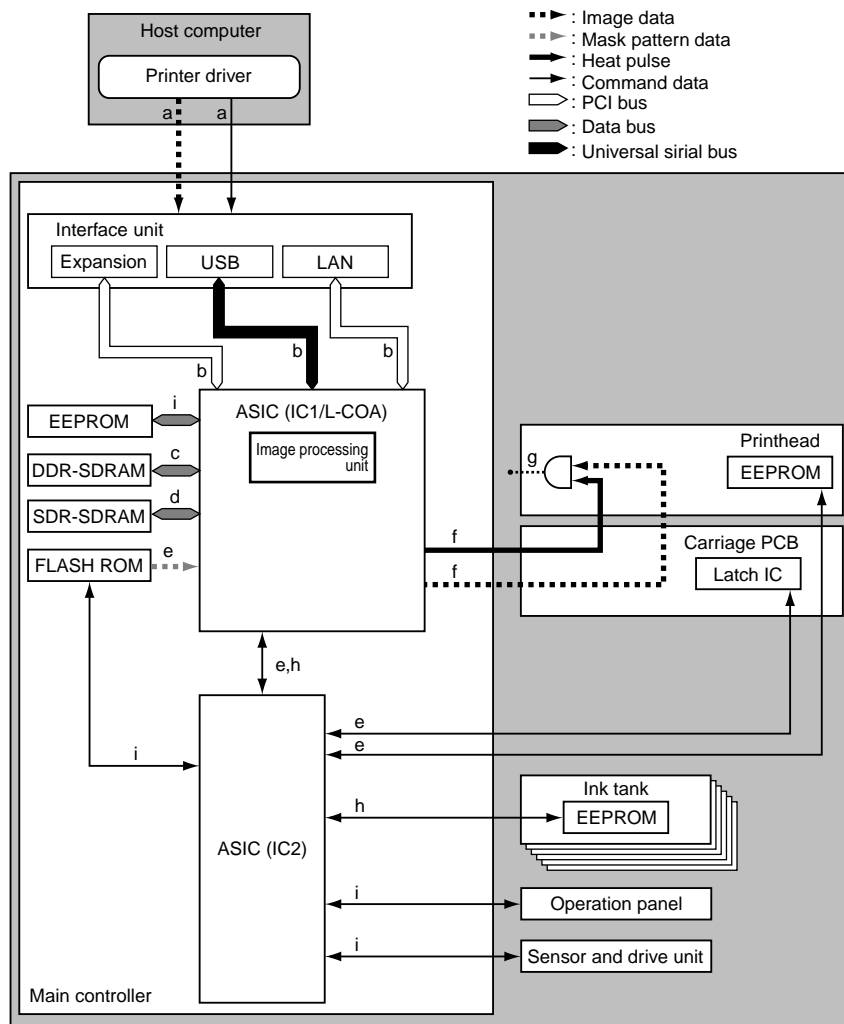 Host computer
Printer driver
a
a
: Image data
: Mask pattern data
: Heat pulse
: Command data
: PCI bus
: Data bus
: Universal sirial bus
Interface unit
Expansion
USB
LAN
b
b
b
ASIC (IC1/L-COA)
Image processing
unit
EEPROM
i
DDR-SDRAM
c
SDR-SDRAM
d
FLASH ROM
e
f
f
g
Printhead
EEPROM
Carriage PCB
Latch IC
e,h
i
e
e
ASIC (IC2)
h
Ink tank
EEPROM
i
Operation panel
i
Sensor and drive unit
Main controller